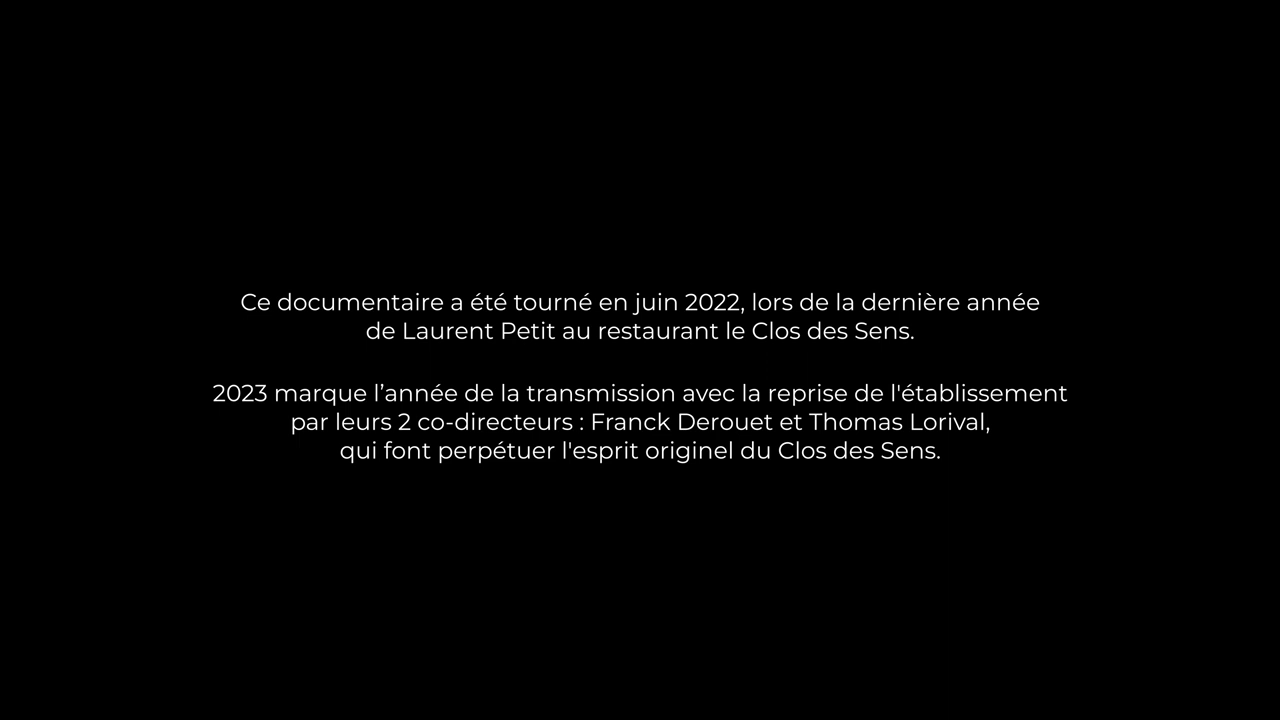 Ce documentaire a été tourné en juin 2022, lors de la dernière année
de Laurent Petit au restaurant le Clos des Sens.
2023 marque l’année de la transmission avec la reprise de l'établissement
par leurs 2 co-directeurs : Franck Derouet et Thomas Lorival,
qui font perpétuer l'esprit originel du Clos des Sens.